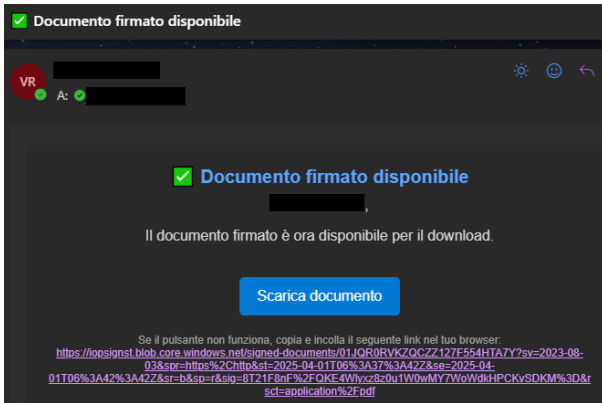 ✅ Documento firmato disponibile
VR
A:
✅ Documento firmato disponibile
,
Il documento firmato è ora disponibile per il download.
Scarica documento
Se il pulsante non funziona, copia e incolla il seguente link nel tuo browser:
https://iopsignst.blob.core.windows.net/signed-documents/01JQR0RVKZQCZZ127F554HTA7Y?sv=2023-08-
03&spr=https%2Chttp&st=2025-04-01T06%3A37%3A42Z&se=2025-04-
01T06%3A42%3A42Z&sr=b&sp=r&sig=8T21F8nF%2FQKE4Wlyxz8z0u1W0wMY7WoWdkHPCKvSDKM%3D&r
sct=application%2Fpdf